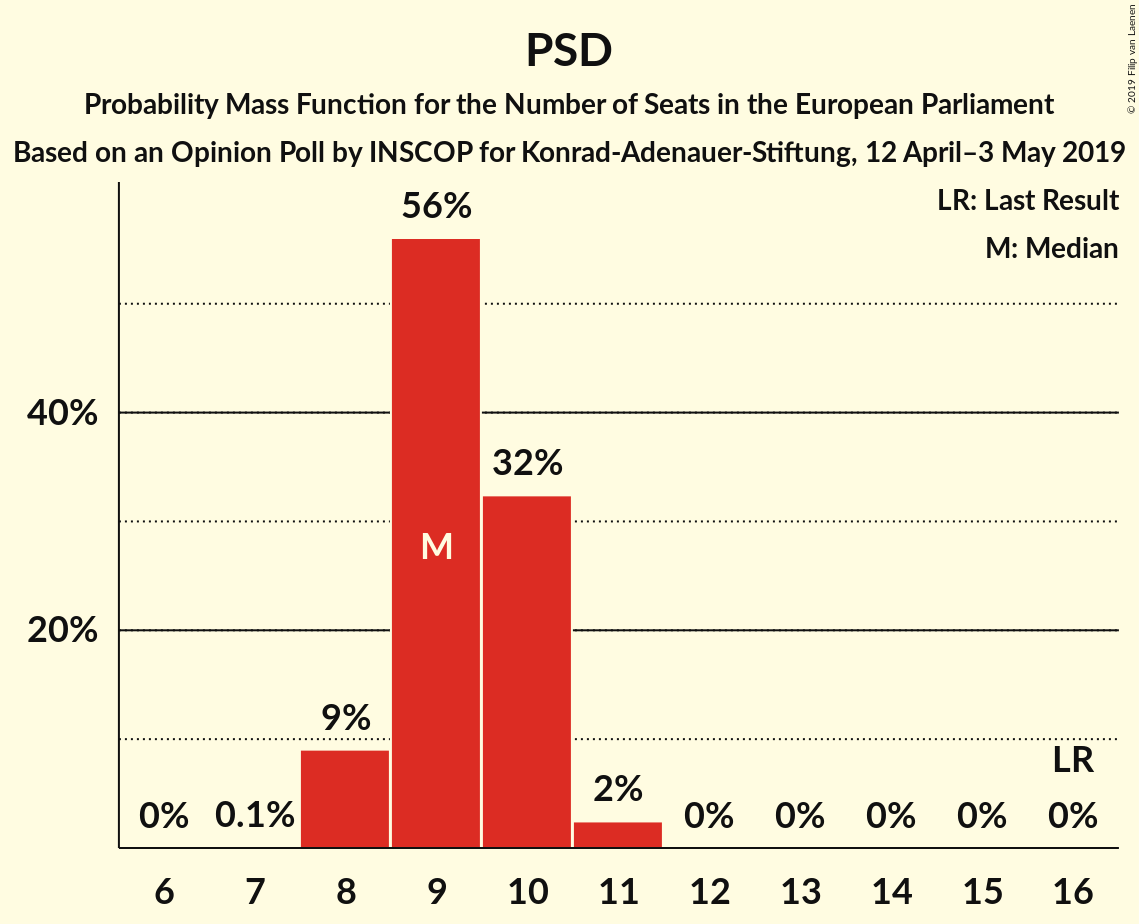 PSD
Probability Mass Function for the Number of Seats in the European Parliament
Based on an Opinion Poll by INSCOP for Konrad-Adenauer-Stiftung, 12 April–3 May 2019
© 2019 Filip van Laenen
LR: Last Result
M: Median
56%
40%
32%
M
20%
9%
LR
2%
0% 0.1% 0% 0% 0% 0% 0%
6 7 8 9 10 11 12 13 14 15 16